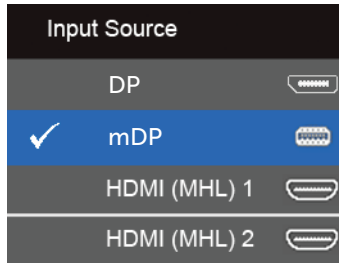 Input Source
DP
mDP
HDMI (MHL) 1
HDMI (MHL) 2